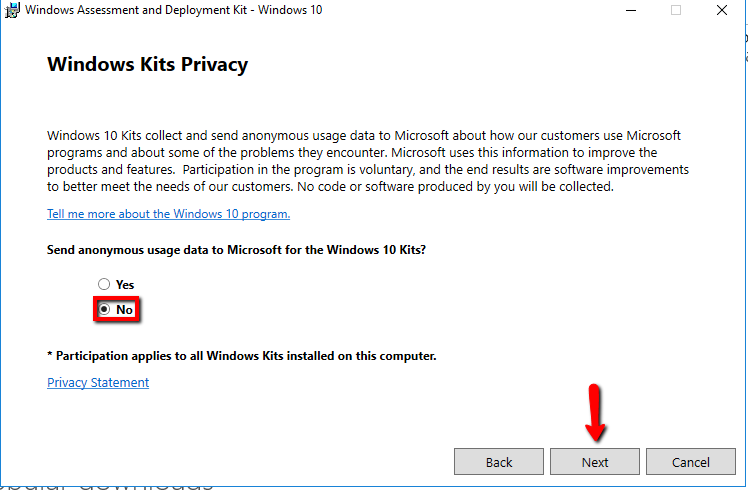 Windows Assessment and Deployment Kit - Windows 10
Windows Kits Privacy
Windows 10 Kits collect and send anonymous usage data to Microsoft about how our customers use Microsoft
programs and about some of the problems they encounter. Microsoft uses this information to improve the
products and features.  Participation in the program is voluntary, and the end results are software improvements
to better meet the needs of our customers. No code or software produced by you will be collected.
Tell me more about the Windows 10 program.
Send anonymous usage data to Microsoft for the Windows 10 Kits?
Yes
No
* Participation applies to all Windows Kits installed on this computer.
Privacy Statement
Back Next Cancel